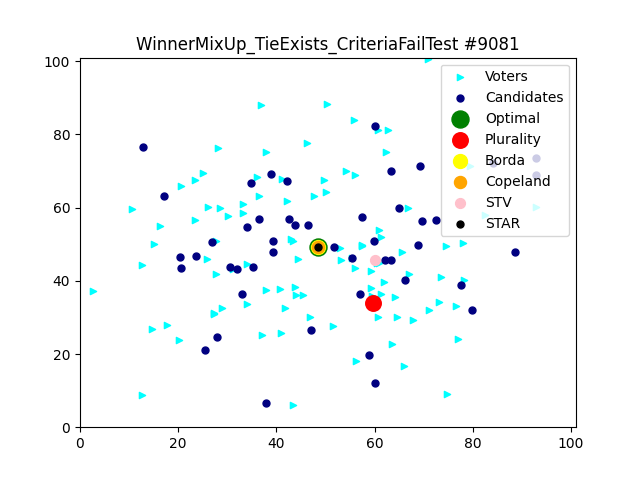 WinnerMixUp_TieExists_CriteriaFailTest #9081
100
80
60
40
20
0
0
20
40
60
80
100
Voters
Candidates
Optimal
Plurality
Borda
Copeland
STV
STAR